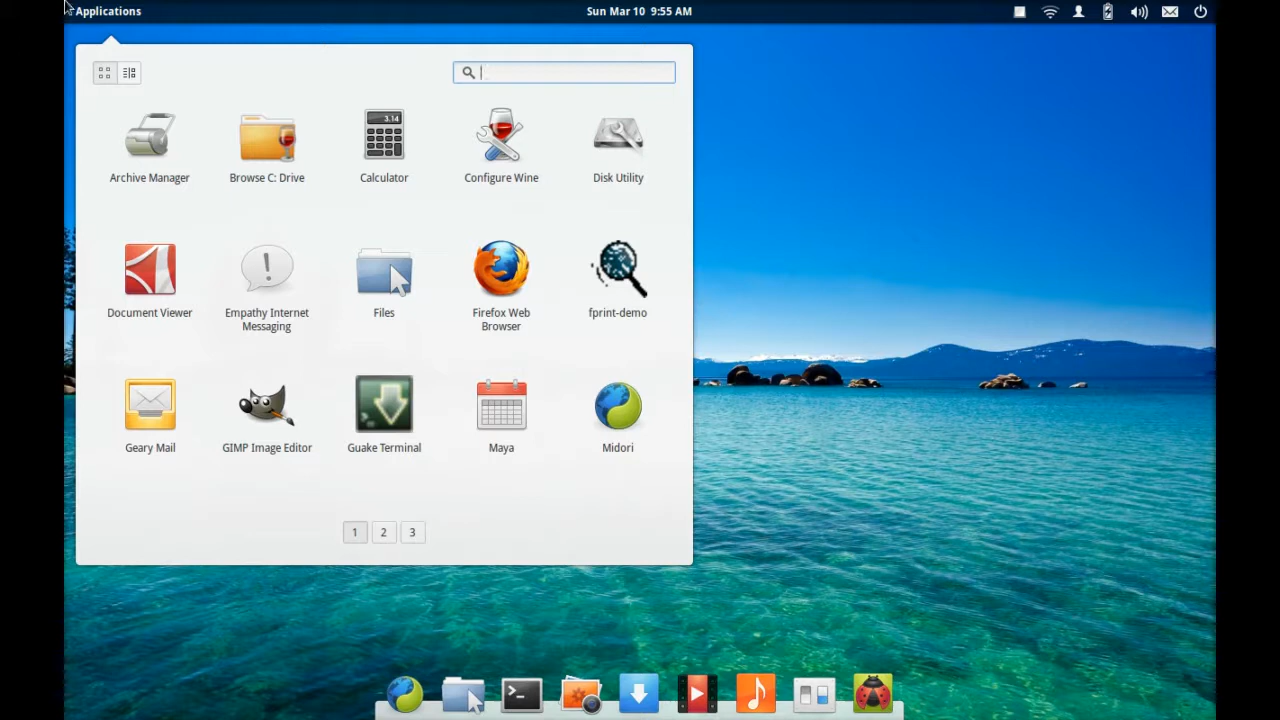 Applications
Sun Mar 10 9:55 AM
3.14
Archive Manager
Browse C: Drive
Calculator
Configure Wine
Disk Utility
Document Viewer
Empathy Internet
Messaging
Files
Firefox Web
Browser
fprint-demo
Geary Mail
GIMP Image Editor
Guake Terminal
Maya
Midori
1 2 3